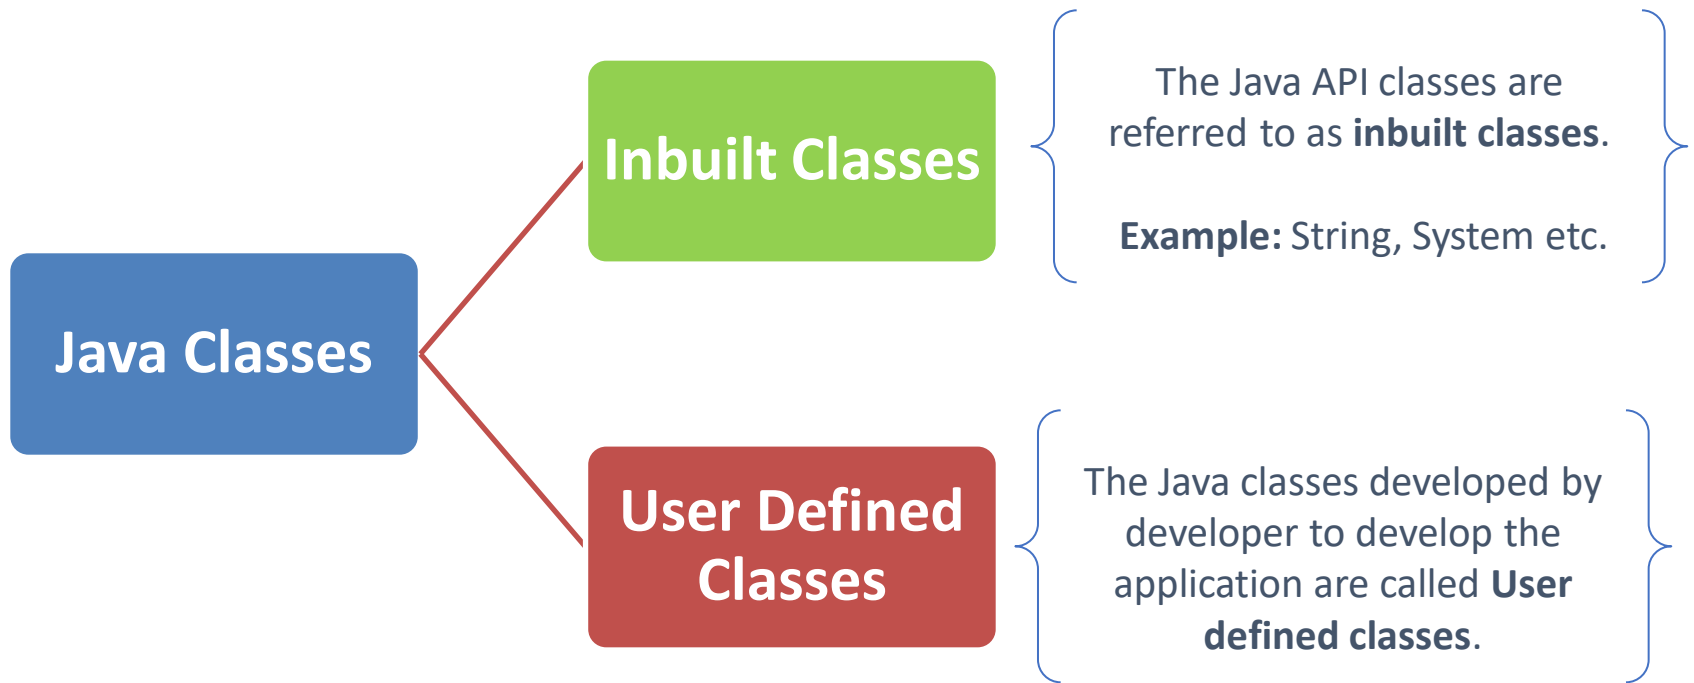 Java Classes
Inbuilt Classes
The Java API classes are
referred to as inbuilt classes.
Example: String, System etc.
User Defined
Classes
The Java classes developed by
developer to develop the
application are called User
defined classes.